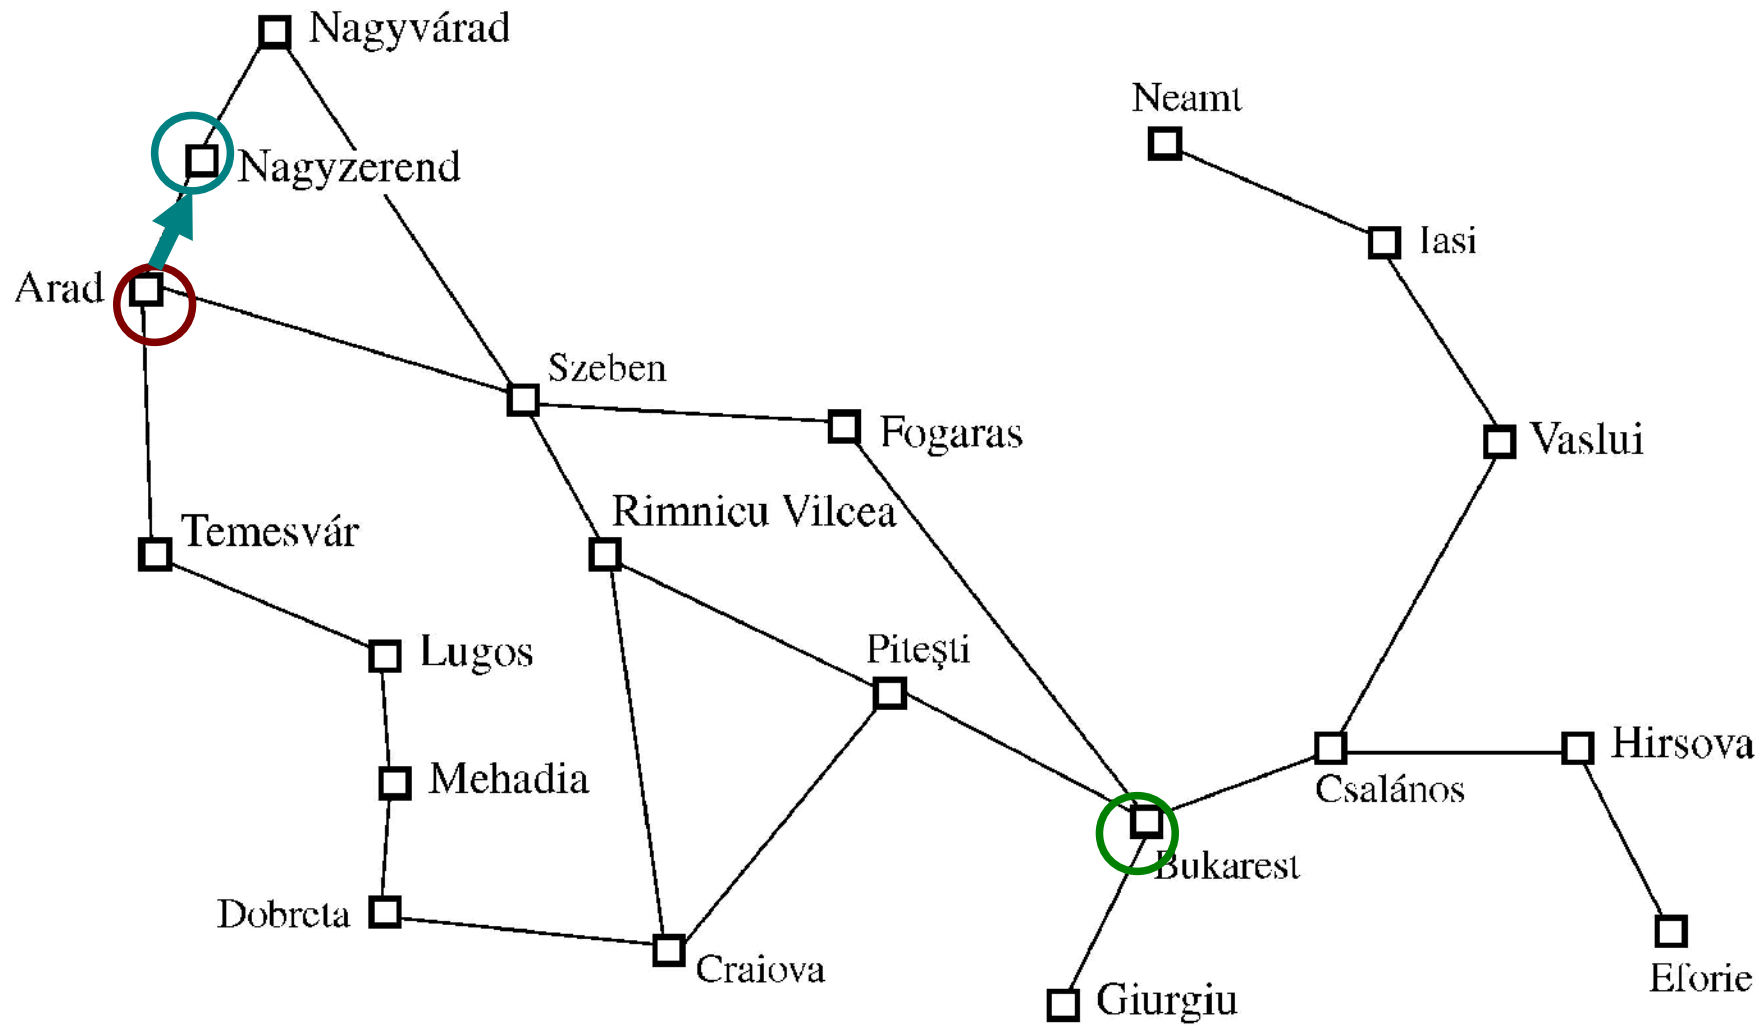 Nagyvárad
Neamt
Nagyzerend
Iasi
Arad
Szeben
Fogaras
Vaslui
Rimnicu Vilcea
Temesvár
Lugos
Piteşti
Hirsova
Mehadia
Csalános
Bukarest
Dobreta
Craiova
Eforie
Giurgiu